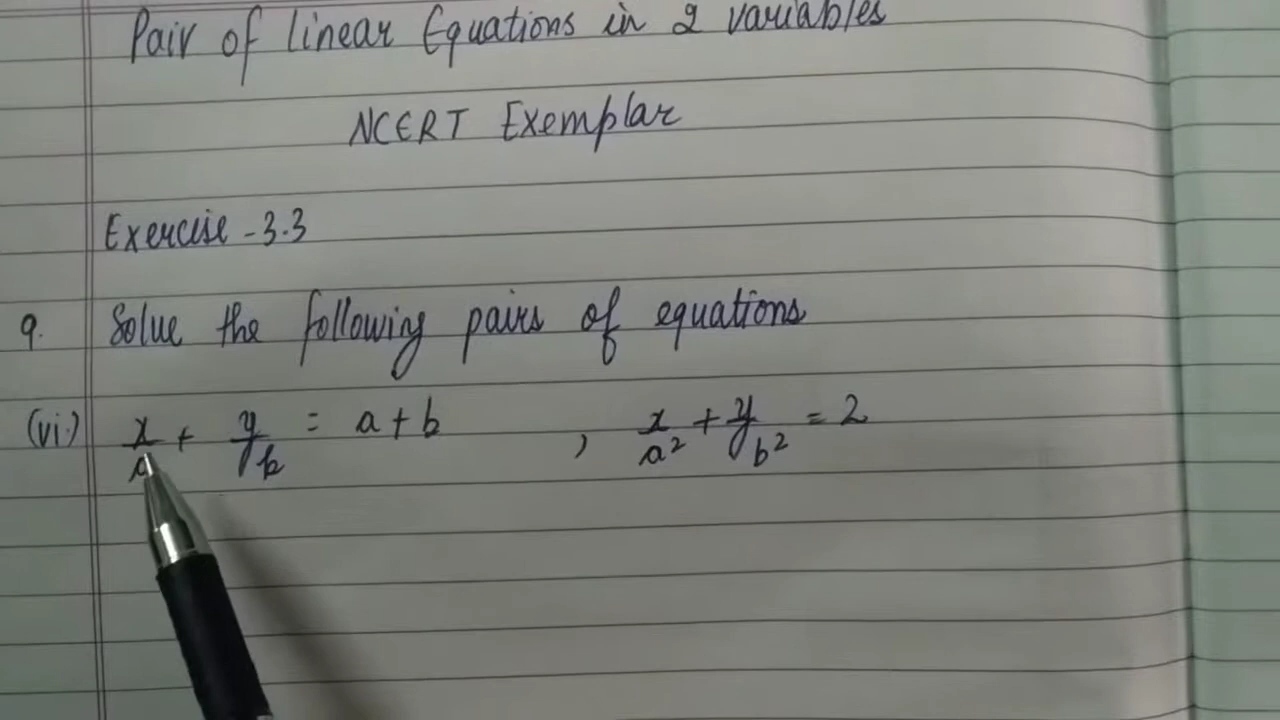 Pair of linear Equations in 2 variables
NCERT Exemplar
Exercise - 3.3
9. Solve the following pairs of equations
(vi) x/a + y/b = a + b , x/a² + y/b² = 2